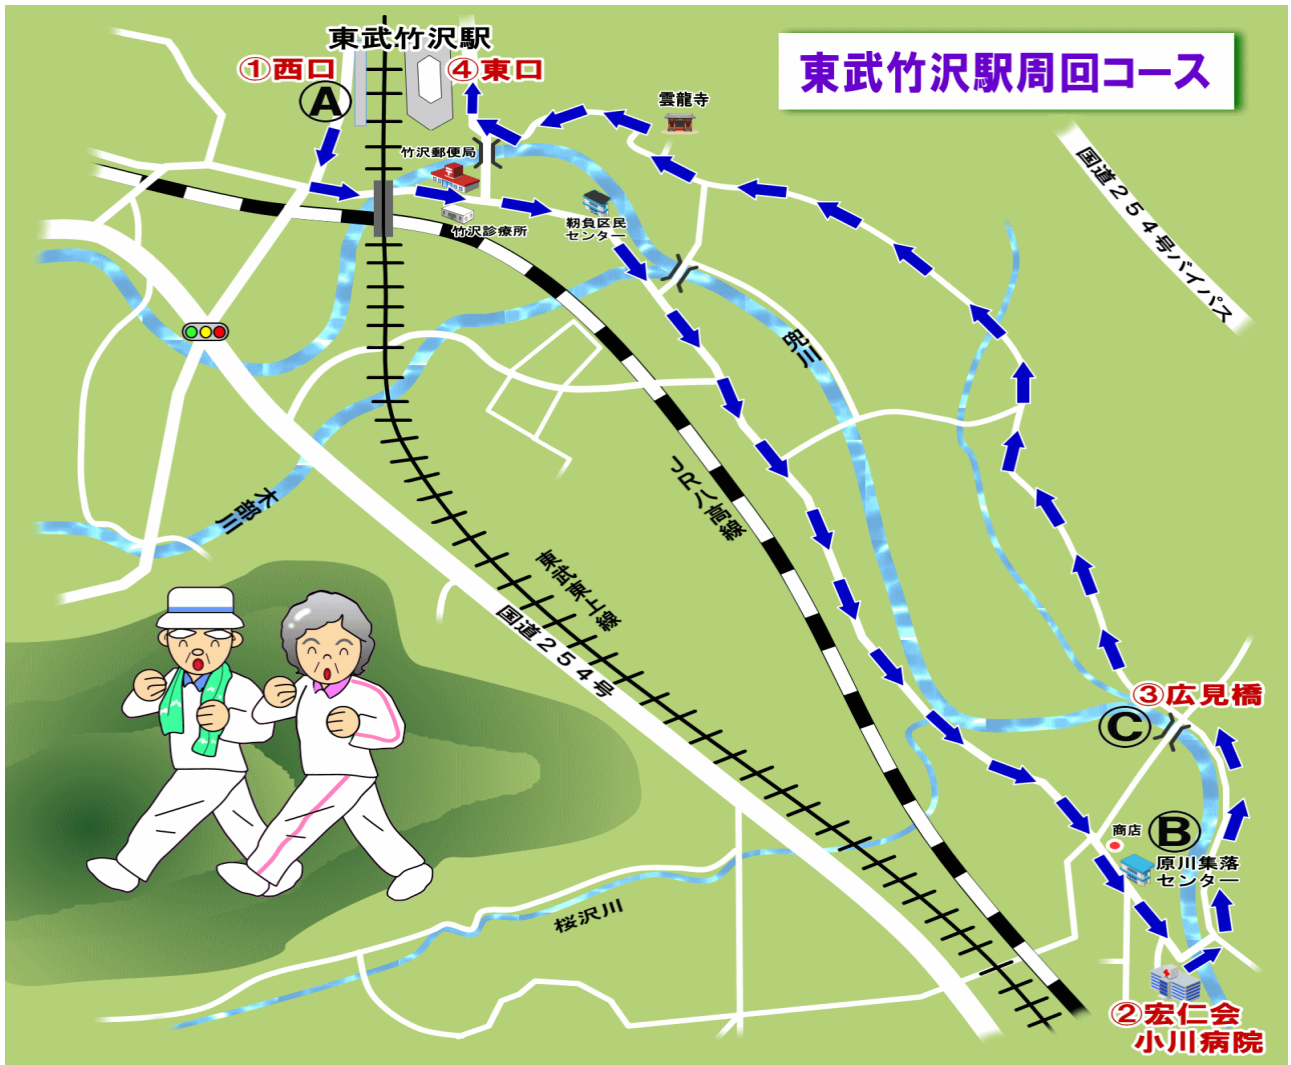 東武竹沢駅
東武竹沢駅周回コース
①西口
④東口
A
雲龍寺
竹沢郵便局
国道254号バイパス
靭負区民
センター
竹沢診療所
兜川
JR八高線
木部川
東武東上線
国道254号
③広見橋
C
商店
B
原川集落
センター
桜沢川
②宏仁会
小川病院